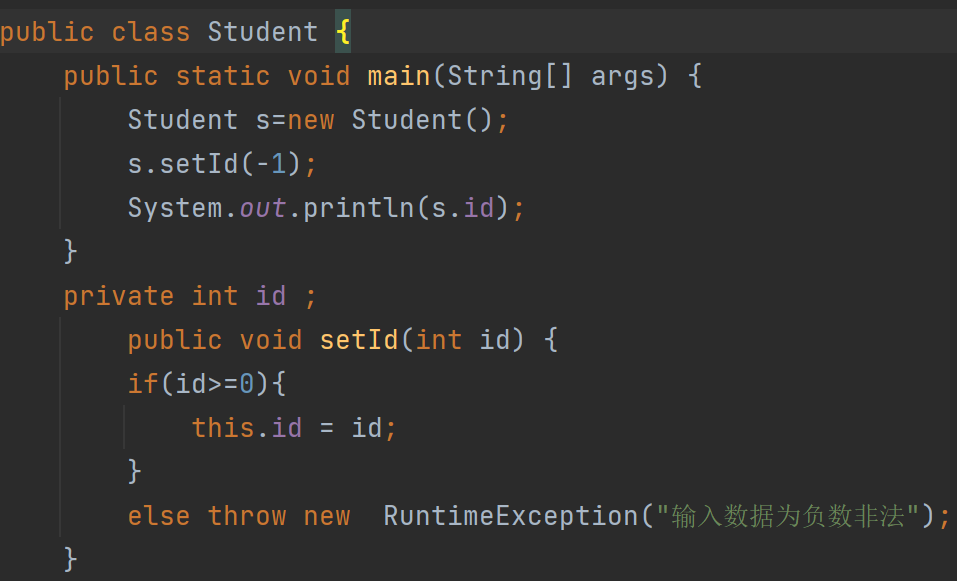 public class Student {
    public static void main(String[] args) {
        Student s=new Student();
        s.setId(-1);
        System.out.println(s.id);
    }
    private int id ;
        public void setId(int id) {
        if(id>=0){
            this.id = id;
        }
        else throw new  RuntimeException("输入数据为负数非法");
    }